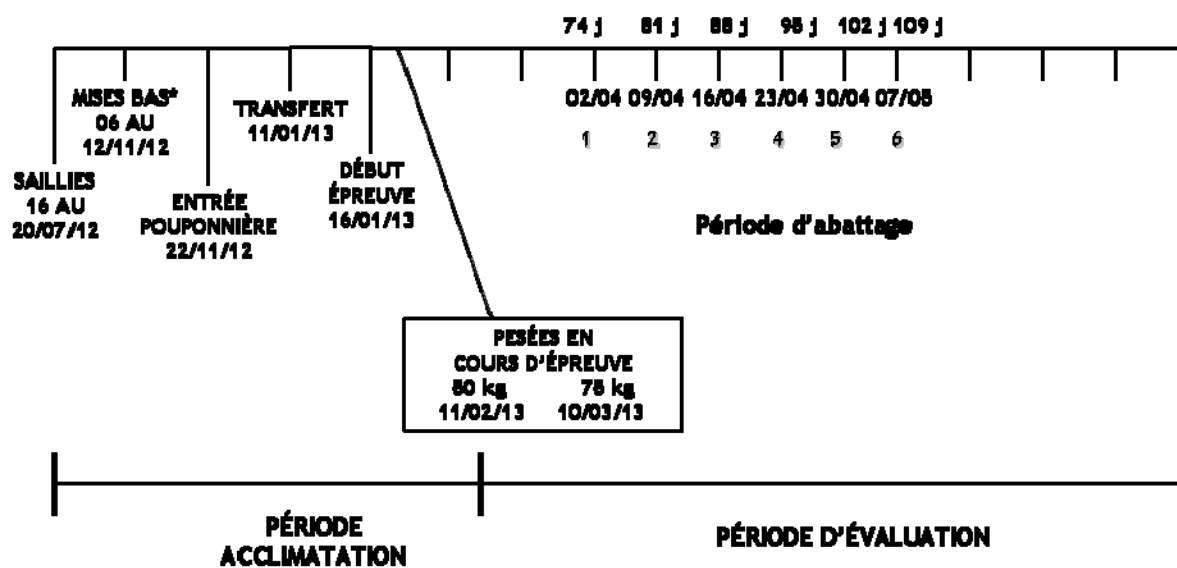 74 j 81 j 88 j 95 j 102 j 109 j
02/04 09/04 16/04 23/04 30/04 07/05
1 2 3 4 5 6
MISES BAS*
06 AU
12/11/12
TRANSFERT
11/01/13
SAILLIES
16 AU
20/07/12
ENTRÉE
POUPONNIÈRE
22/11/12
DÉBUT
ÉPREUVE
16/01/13
Période d'abattage
PESÉES EN
COURS D'ÉPREUVE
50 kg 75 kg
11/02/13 10/03/13
PÉRIODE
ACCLIMATATION
PÉRIODE D'ÉVALUATION